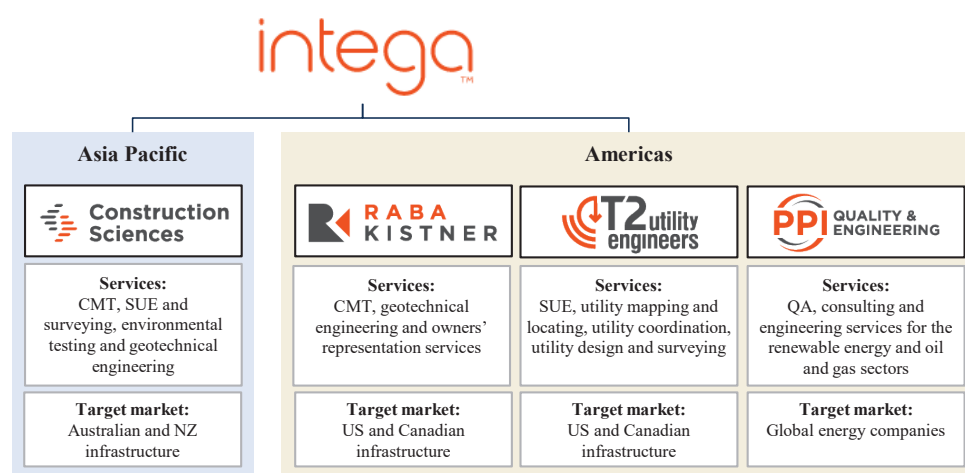 intega
TM
Asia Pacific
Americas
Construction
Sciences
RABA
KISTNER
T2 utility
engineers
PPI QUALITY &
ENGINEERING
Services:
CMT, SUE and
surveying, environmental
testing and geotechnical
engineering
Services:
CMT, geotechnical
engineering and owners’
representation services
Services:
SUE, utility mapping and
locating, utility coordination,
utility design and surveying
Services:
QA, consulting and
engineering services for the
renewable energy and oil
and gas sectors
Target market:
Australian and NZ
infrastructure
Target market:
US and Canadian
infrastructure
Target market:
US and Canadian
infrastructure
Target market:
Global energy companies